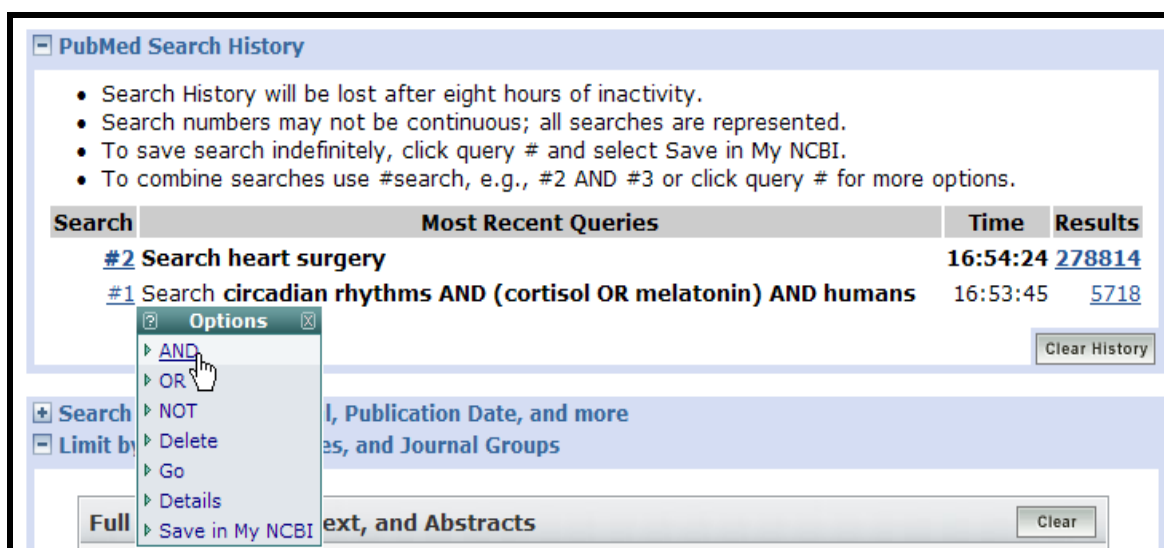 PubMed Search History
• Search History will be lost after eight hours of inactivity.
• Search numbers may not be continuous; all searches are represented.
• To save search indefinitely, click query # and select Save in My NCBI.
• To combine searches use #search, e.g., #2 AND #3 or click query # for more options.
Search Most Recent Queries Time Results
#2 Search heart surgery 16:54:24 278814
#1 Search circadian rhythms AND (cortisol OR melatonin) AND humans 16:53:45 5718
? Options X
AND
Clear History
OR
Search NOT l, Publication Date, and more
Delete
Limit by es, and Journal Groups
Go
Details
Full ext, and Abstracts Clear
Save in My NCBI